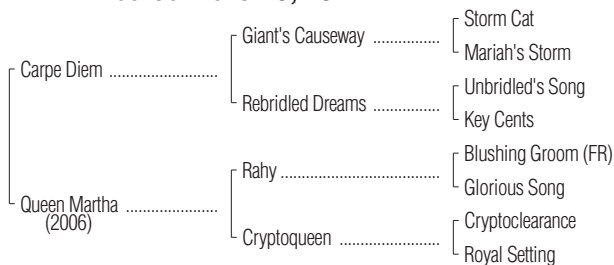 Storm Cat
Giant's Causeway
Mariah's Storm
Carpe Diem
Unbridled's Song
Rebridled Dreams
Key Cents
Blushing Groom (FR)
Rahy
Glorious Song
Queen Martha
(2006)
Cryptoclearance
Cryptoqueen
Royal Setting